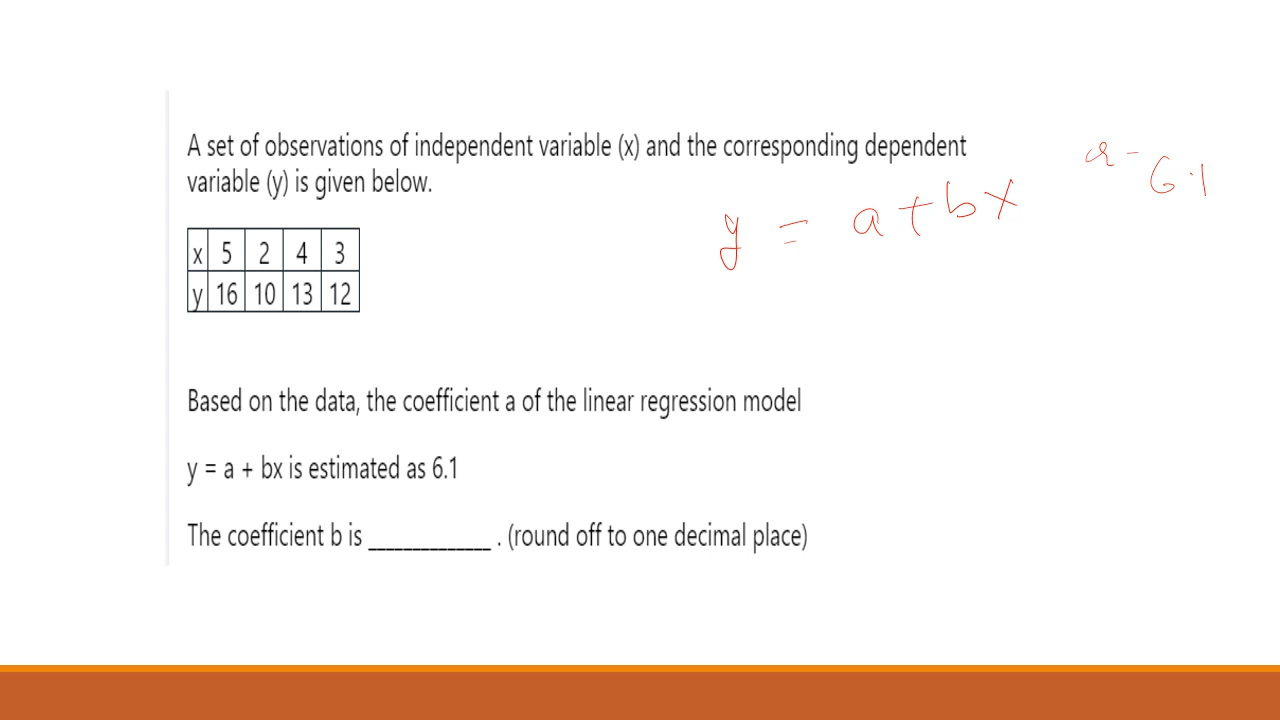 A set of observations of independent variable (x) and the corresponding dependent
variable (y) is given below.
y = a + bx
a - 6.1
x 5 2 4 3
y 16 10 13 12
Based on the data, the coefficient a of the linear regression model
y = a + bx is estimated as 6.1
The coefficient b is ______________ . (round off to one decimal place)